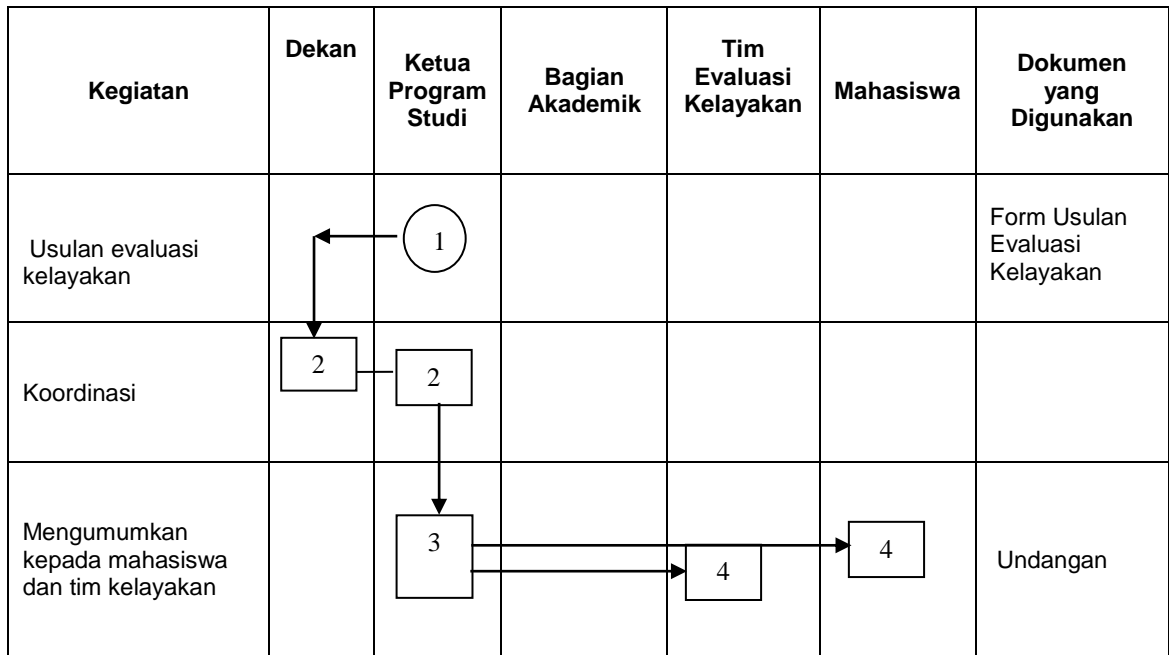 Kegiatan
Dekan
Ketua
Program
Studi
Bagian
Akademik
Tim
Evaluasi
Kelayakan
Mahasiswa
Dokumen
yang
Digunakan
Usulan evaluasi
kelayakan
1
Form Usulan
Evaluasi
Kelayakan
Koordinasi
2
2
Mengumumkan
kepada mahasiswa
dan tim kelayakan
3
4
4
Undangan